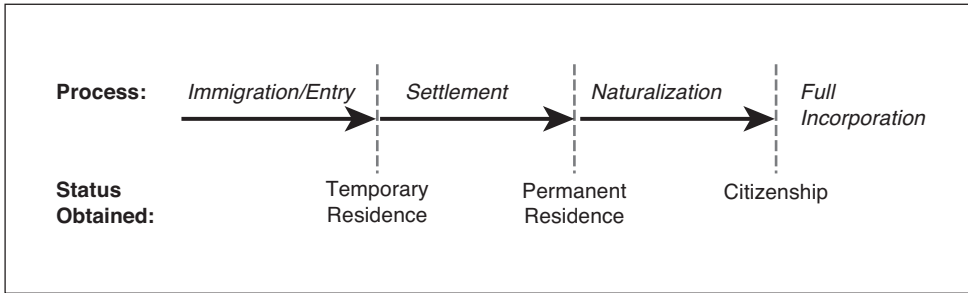 Process: Immigration/Entry Settlement Naturalization Full
Incorporation
Status
Obtained:
Temporary
Residence
Permanent
Residence
Citizenship